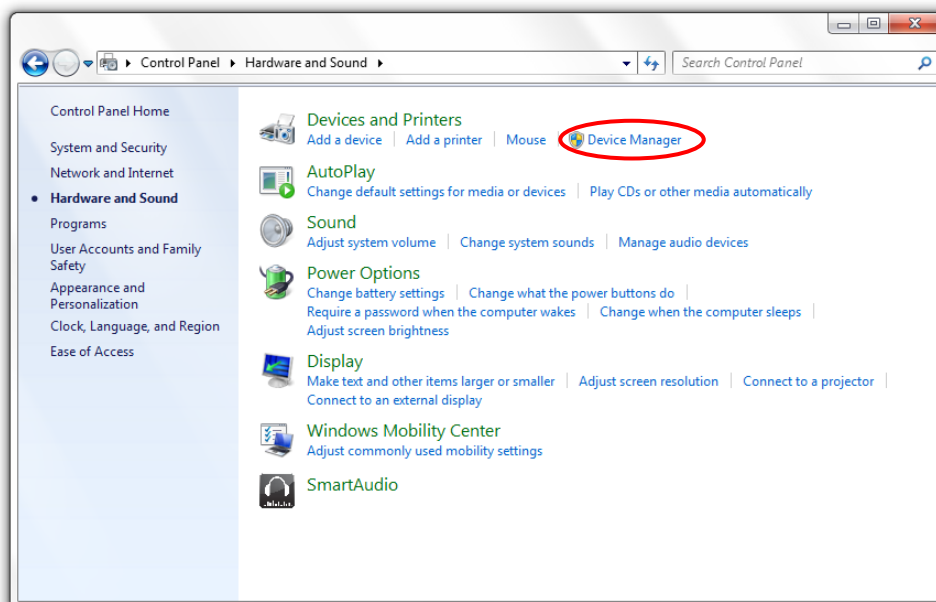 Control Panel Hardware and Sound
Search Control Panel
Control Panel Home
System and Security
Network and Internet
Hardware and Sound
Programs
User Accounts and Family
Safety
Appearance and
Personalization
Clock, Language, and Region
Ease of Access
Devices and Printers
Add a device Add a printer Mouse Device Manager
AutoPlay
Change default settings for media or devices Play CDs or other media automatically
Sound
Adjust system volume Change system sounds Manage audio devices
Power Options
Change battery settings Change what the power buttons do
Require a password when the computer wakes Change when the computer sleeps
Adjust screen brightness
Display
Make text and other items larger or smaller Adjust screen resolution Connect to a projector
Connect to an external display
Windows Mobility Center
Adjust commonly used mobility settings
SmartAudio